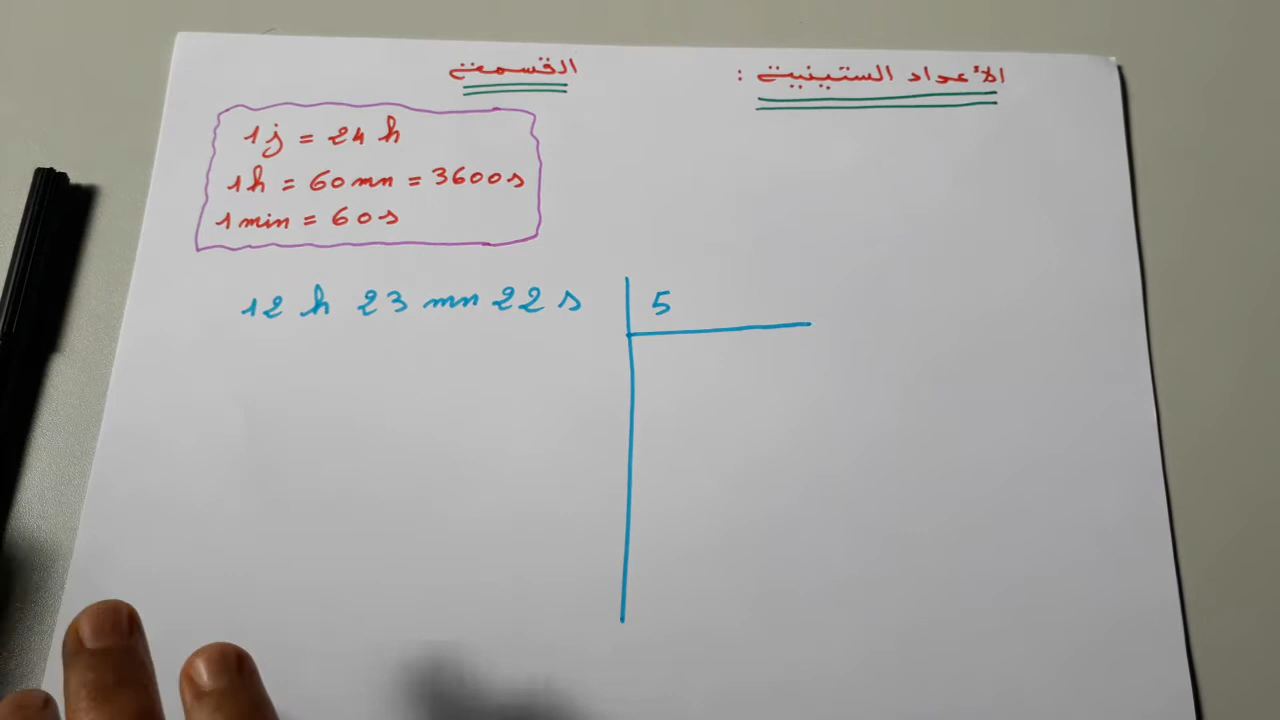 الأعداد الستينية :
القسمة
1j = 24 h
1h = 60mn = 3600s
1min = 60s
12 h 23 mn 22 s 5